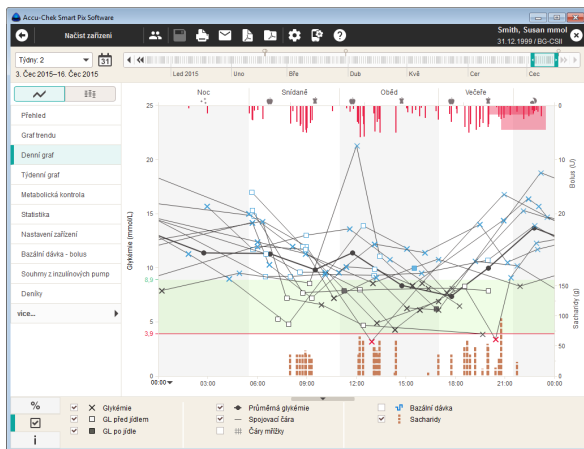 Accu-Chek Smart Pix Software
Načíst zařízení
Smith, Susan mmol
31.12.1999 / BG-CSII
Týdny: 2
31
3. Čec 2015–16. Čec 2015
Led 2015 Úno Bře Dub Kvě Čer Čec
Přehled
Graf trendu
Denní graf
Týdenní graf
Metabolická kontrola
Statistika
Nastavení zařízení
Bazální dávka - bolus
Souhrny z inzulínových pump
Deníky
více...
Noc Snídaně Oběd Večeře
Glykémie (mmol/L)
25
20
15
10
8,9
5
3,9
0
Bolus (U)
0
10
20
30
Sacharidy (g)
150
100
50
0
00:00 03:00 06:00 09:00 12:00 15:00 18:00 21:00 00:00
%
i
Glykémie
GL před jídlem
GL po jídle
Průměrná glykémie
Spojovací čára
Čáry mřížky
Bazální dávka
Sacharidy